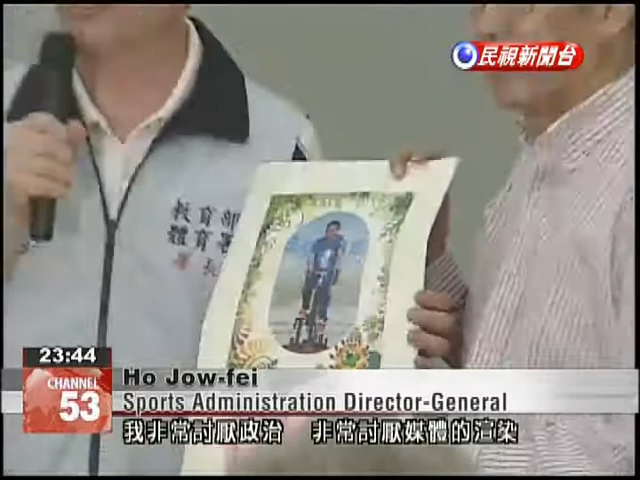 民視新聞台
教育部
體育署
署長
23:44
CHANNEL
53
Ho Jow-fei
Sports Administration Director-General
我非常討厭政治 非常討厭媒體的渲染